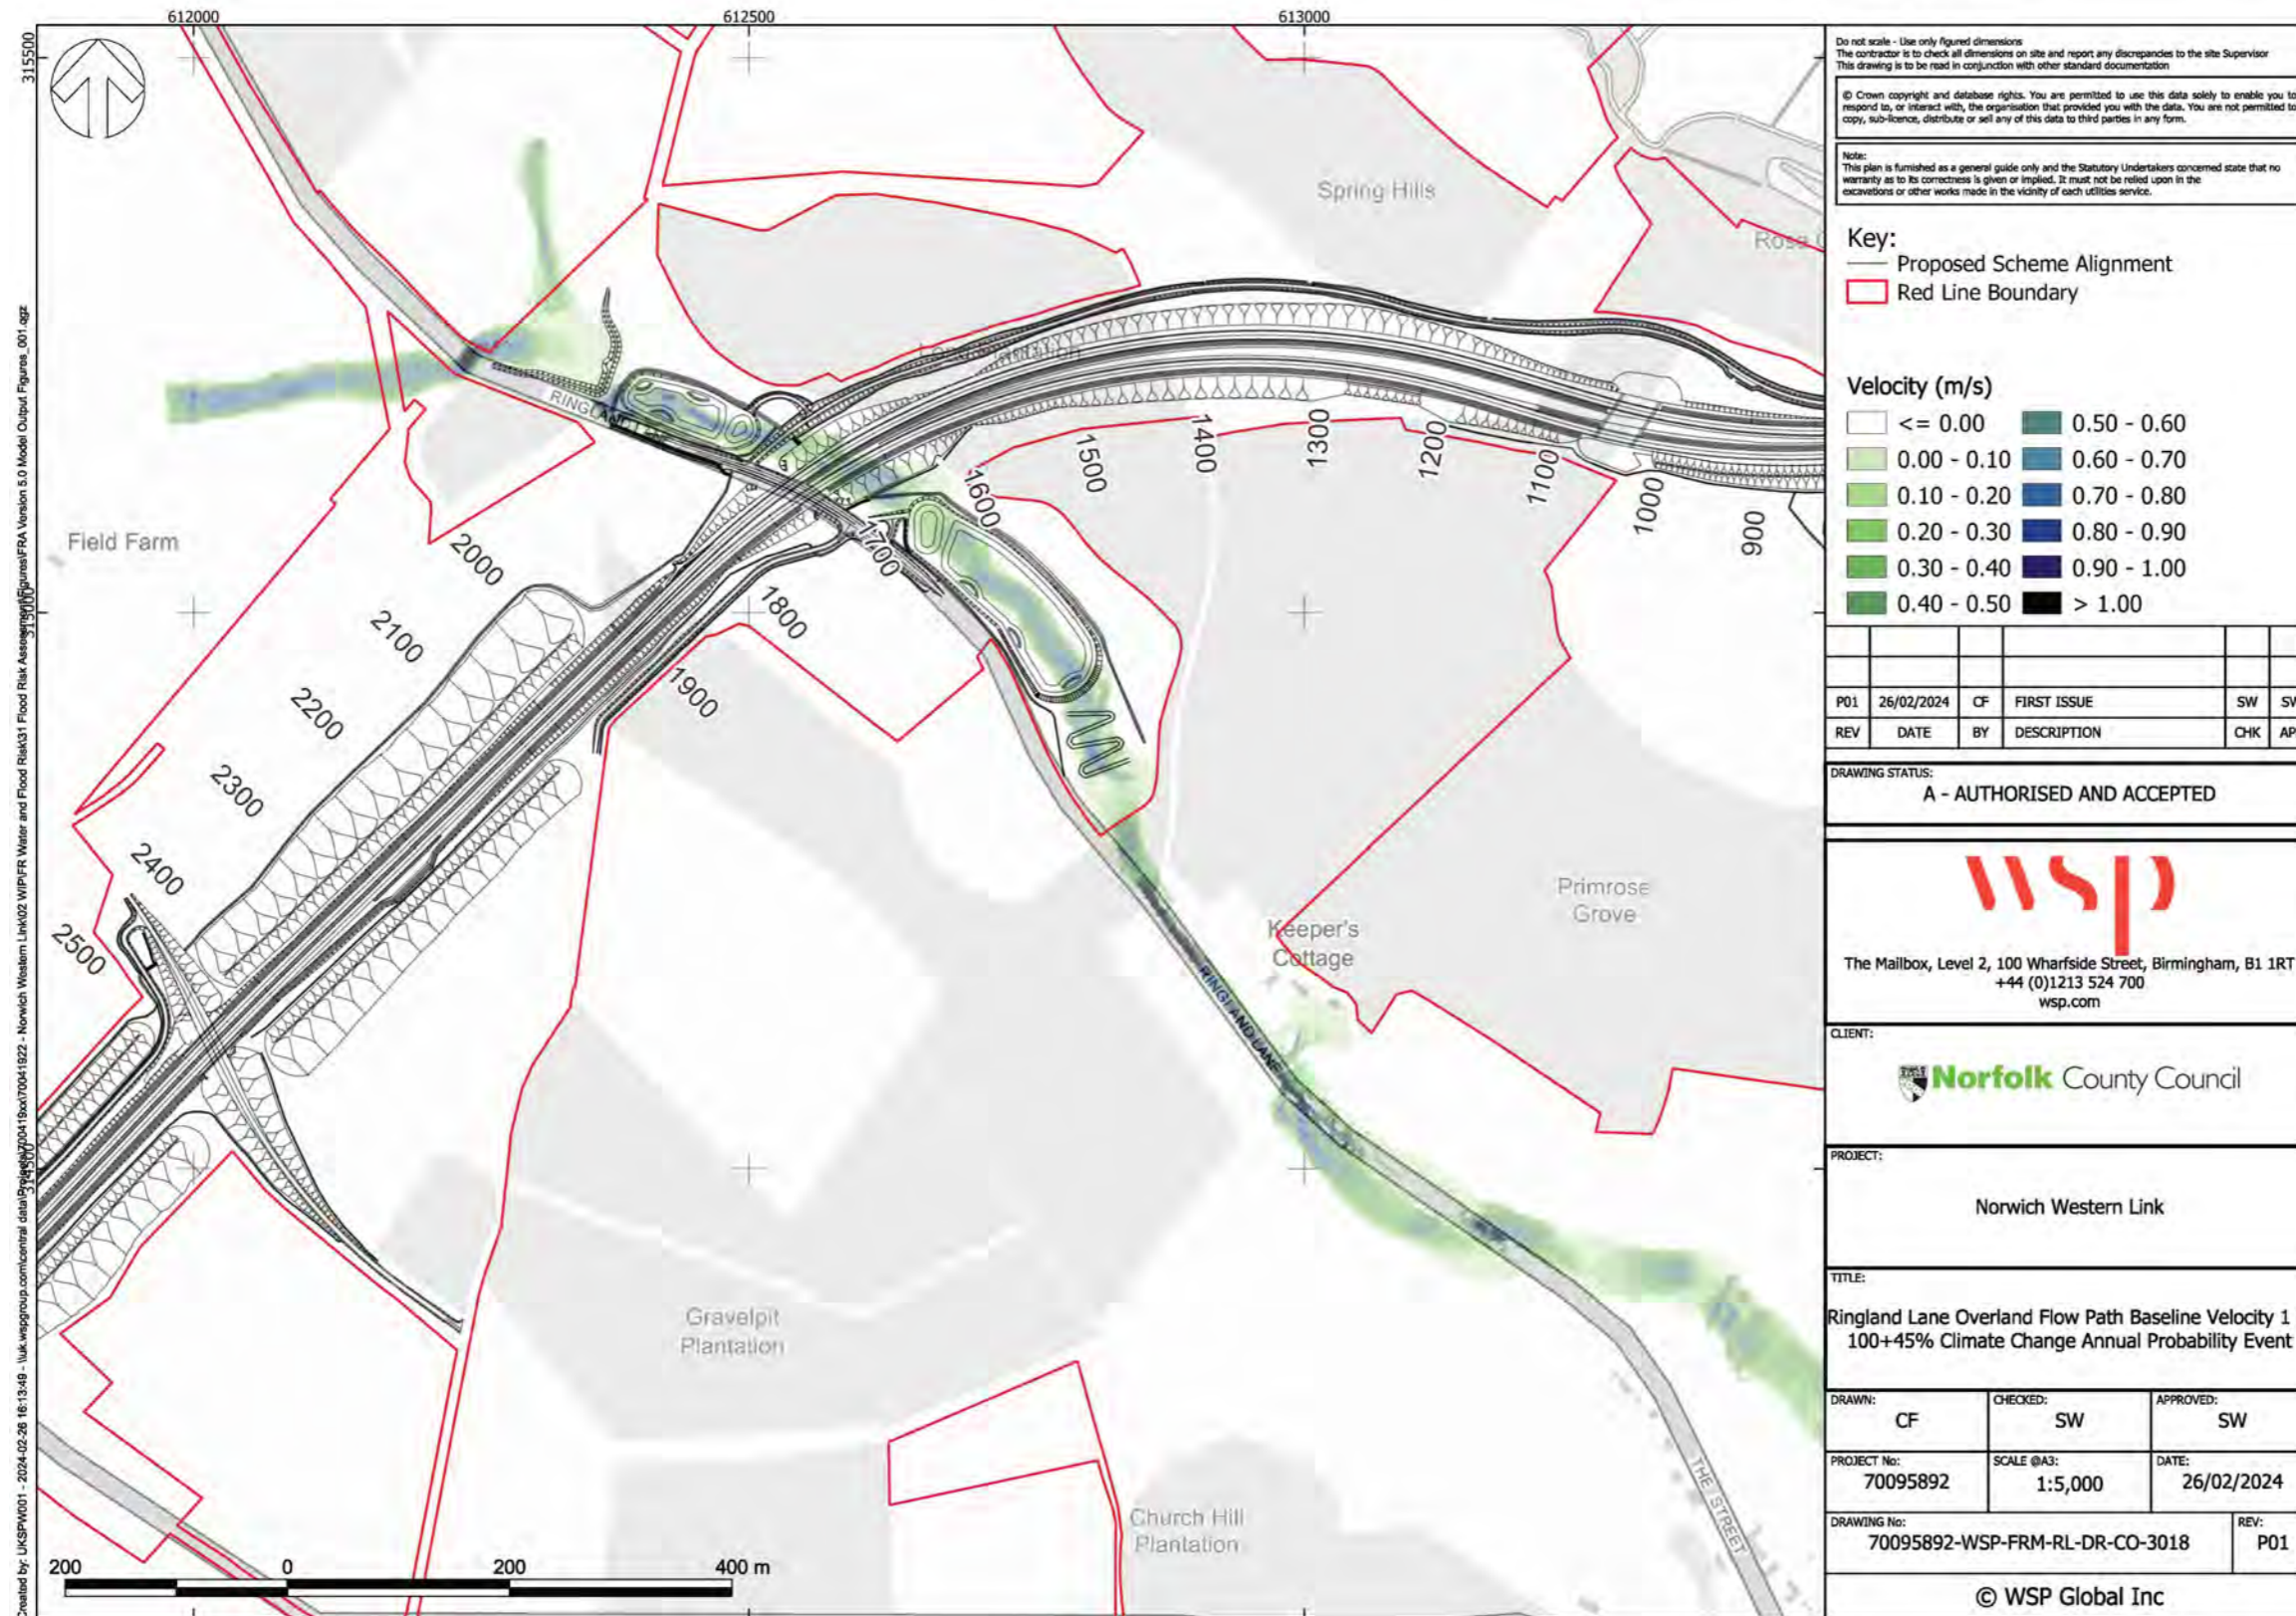 612000
612500
613000
315500
Spring Hills
Field Farm
RINGLAND LANE
1700
1600
1500
1400
1300
1200
1100
1000
900
2000
2100
2200
2300
2400
2500
1800
1900
Primrose
Grove
Keeper's
Cottage
RINGLAND LANE
Gravelpit
Plantation
Church Hill
Plantation
THE STREET
200 0 200 400 m
Created by: UKSPW001 - 2024-02-26 16:13:49 -
Do not scale - Use only figured dimensions
The contractor is to check all dimensions on site and report any discrepancies to the site Supervisor
This drawing is to be read in conjunction with other standard documentation
© Crown copyright and database rights. You are permitted to use this data solely to enable you to
respond to, or interact with, the organisation that provided you with the data. You are not permitted to
copy, sub-licence, distribute or sell any of this data to third parties in any form.
Note:
This plan is furnished as a general guide only and the Statutory Undertakers concerned state that no
warranty as to its correctness is given or implied. It must not be relied upon in the
excavations or other works made in the vicinity of each utilities service.
Key:
Proposed Scheme Alignment
Red Line Boundary
Velocity (m/s)
<= 0.00 0.50 - 0.60
0.00 - 0.10 0.60 - 0.70
0.10 - 0.20 0.70 - 0.80
0.20 - 0.30 0.80 - 0.90
0.30 - 0.40 0.90 - 1.00
0.40 - 0.50 > 1.00
P01 26/02/2024 CF FIRST ISSUE SW
REV DATE BY DESCRIPTION CHK
DRAWING STATUS:
A - AUTHORISED AND ACCEPTED
wsp
The Mailbox, Level 2, 100 Wharfside Street, Birmingham, B1 1RT
+44 (0)1213 524 700
wsp.com
CLIENT:
Norfolk County Council
PROJECT:
Norwich Western Link
TITLE:
Ringland Lane Overland Flow Path Baseline Velocity 1
100+45% Climate Change Annual Probability Event
DRAWN: CHECKED: APPROVED:
CF SW SW
PROJECT No: SCALE @A3: DATE:
70095892 1:5,000 26/02/2024
DRAWING No: REV:
70095892-WSP-FRM-RL-DR-CO-3018 P01
© WSP Global Inc